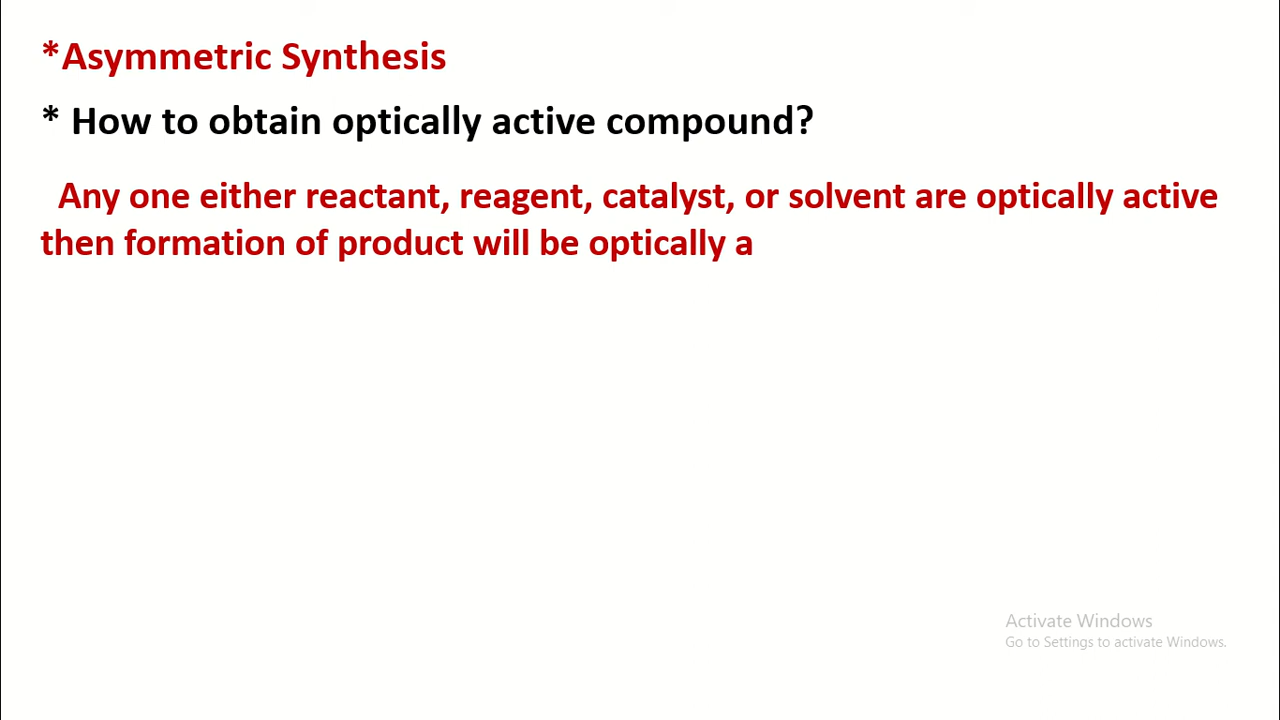 *Asymmetric Synthesis
* How to obtain optically active compound?
Any one either reactant, reagent, catalyst, or solvent are optically active
then formation of product will be optically a
Activate Windows
Go to Settings to activate Windows.